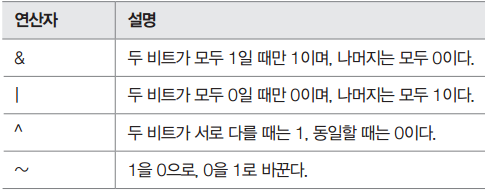 연산자 설명
& 두 비트가 모두 1일 때만 1이며, 나머지는 모두 0이다.
| 두 비트가 모두 0일 때만 0이며, 나머지는 모두 1이다.
^ 두 비트가 서로 다를 때는 1, 동일할 때는 0이다.
~ 1을 0으로, 0을 1로 바꾼다.